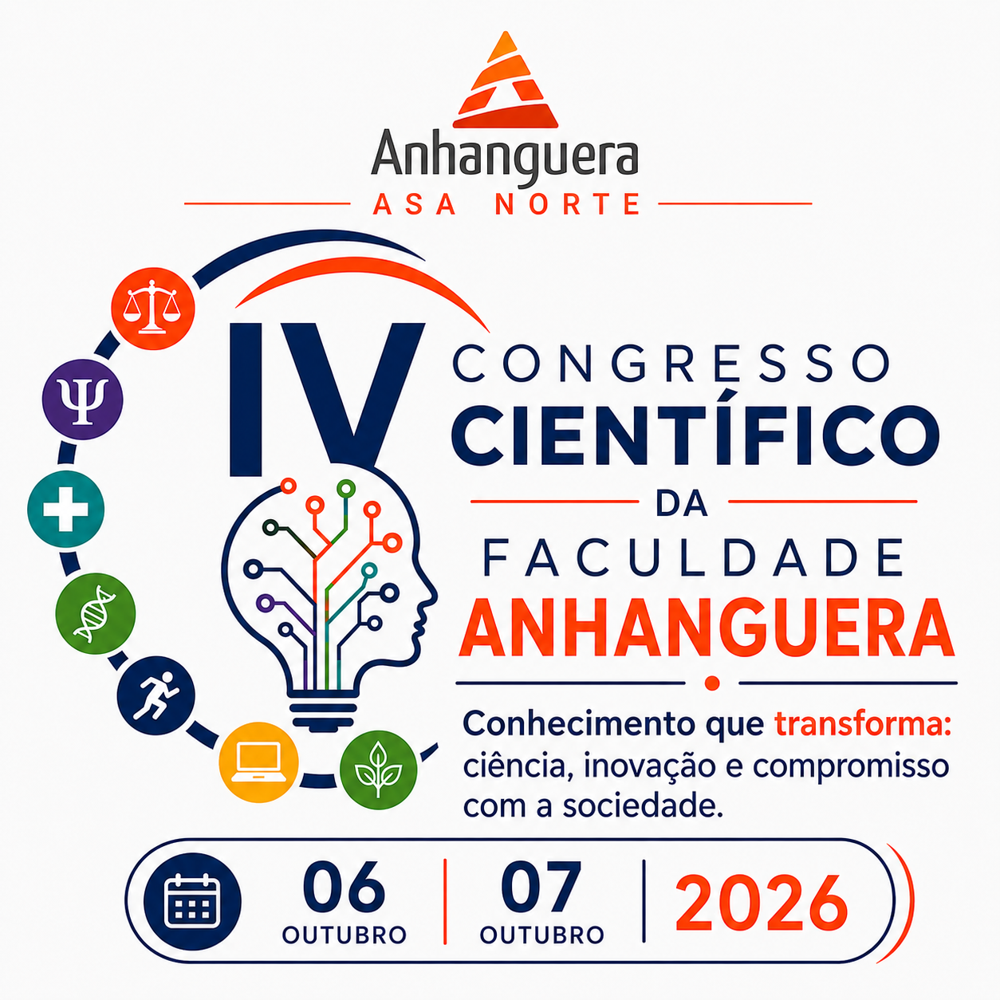 Anhanguera
ASA NORTE
IV CONGRESSO
CIENTÍFICO
DA
FACULDADE
ANHANGUERA
Conhecimento que transforma:
ciência, inovação e compromisso
com a sociedade.
06 07 2026
OUTUBRO OUTUBRO